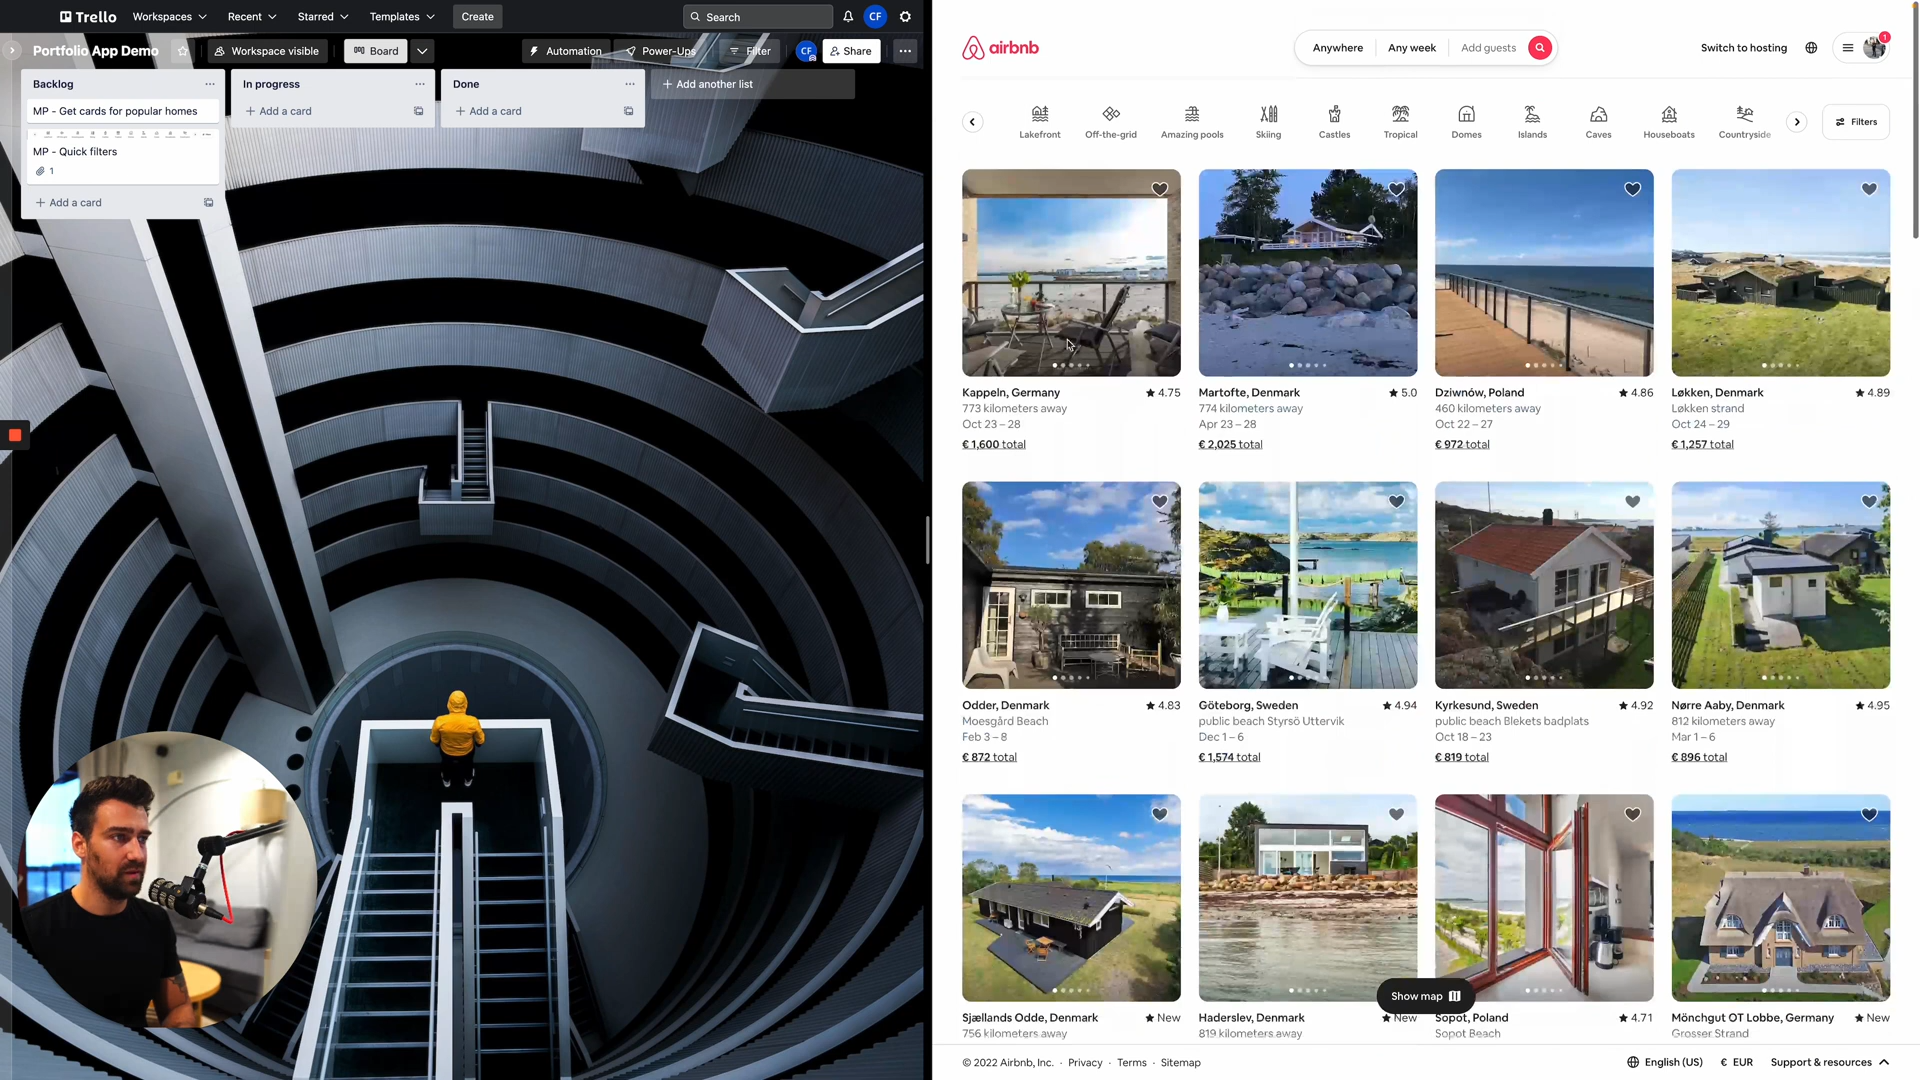 Trello
Workspaces
Recent
Starred
Templates
Create
Search
CF
Portfolio App Demo
Workspace visible
Board
Automation
Power-Ups
Filter
CF
Share
Backlog
MP - Get cards for popular homes
MP - Quick filters
1
+ Add a card
In progress
+ Add a card
Done
+ Add a card
+ Add another list
airbnb
Anywhere
Any week
Add guests
Switch to hosting
1
Lakefront
Off-the-grid
Amazing pools
Skiing
Castles
Tropical
Domes
Islands
Caves
Houseboats
Countryside
Filters
Kappeln, Germany ★ 4.75
773 kilometers away
Oct 23 – 28
€ 1,600 total
Martofte, Denmark ★ 5.0
774 kilometers away
Apr 23 – 28
€ 2,025 total
Dziwnów, Poland ★ 4.86
460 kilometers away
Oct 22 – 27
€ 972 total
Løkken, Denmark ★ 4.89
Løkken strand
Oct 24 – 29
€ 1,257 total
Odder, Denmark ★ 4.83
Moesgård Beach
Feb 3 – 8
€ 872 total
Göteborg, Sweden ★ 4.94
public beach Styrsö Uttervik
Dec 1 – 6
€ 1,574 total
Kyrkesund, Sweden ★ 4.92
public beach Blekets badplats
Oct 18 – 23
€ 819 total
Nørre Aaby, Denmark ★ 4.95
812 kilometers away
Mar 1 – 6
€ 896 total
Sjællands Odde, Denmark ★ New
756 kilometers away
Haderslev, Denmark ★ New
819 kilometers away
Sopot, Poland ★ 4.71
Sopot Beach
Mönchgut OT Lobbe, Germany ★ New
Grosser Strand
Show map
© 2022 Airbnb, Inc. · Privacy · Terms · Sitemap
English (US)
€ EUR
Support & resources